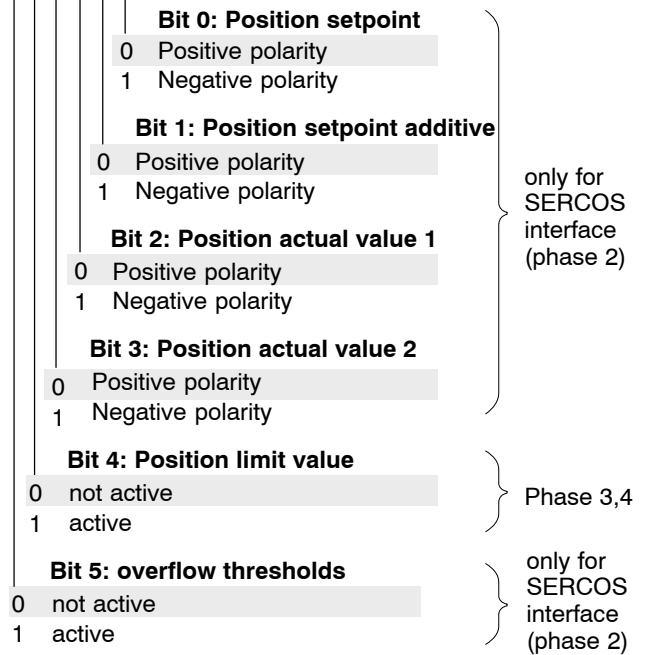 Bit 0: Position setpoint
0 Positive polarity
1 Negative polarity
Bit 1: Position setpoint additive
0 Positive polarity
1 Negative polarity
Bit 2: Position actual value 1
0 Positive polarity
1 Negative polarity
Bit 3: Position actual value 2
0 Positive polarity
1 Negative polarity
only for
SERCOS
interface
(phase 2)
Bit 4: Position limit value
0 not active
1 active
Phase 3,4
Bit 5: overflow thresholds
0 not active
1 active
only for
SERCOS
interface
(phase 2)